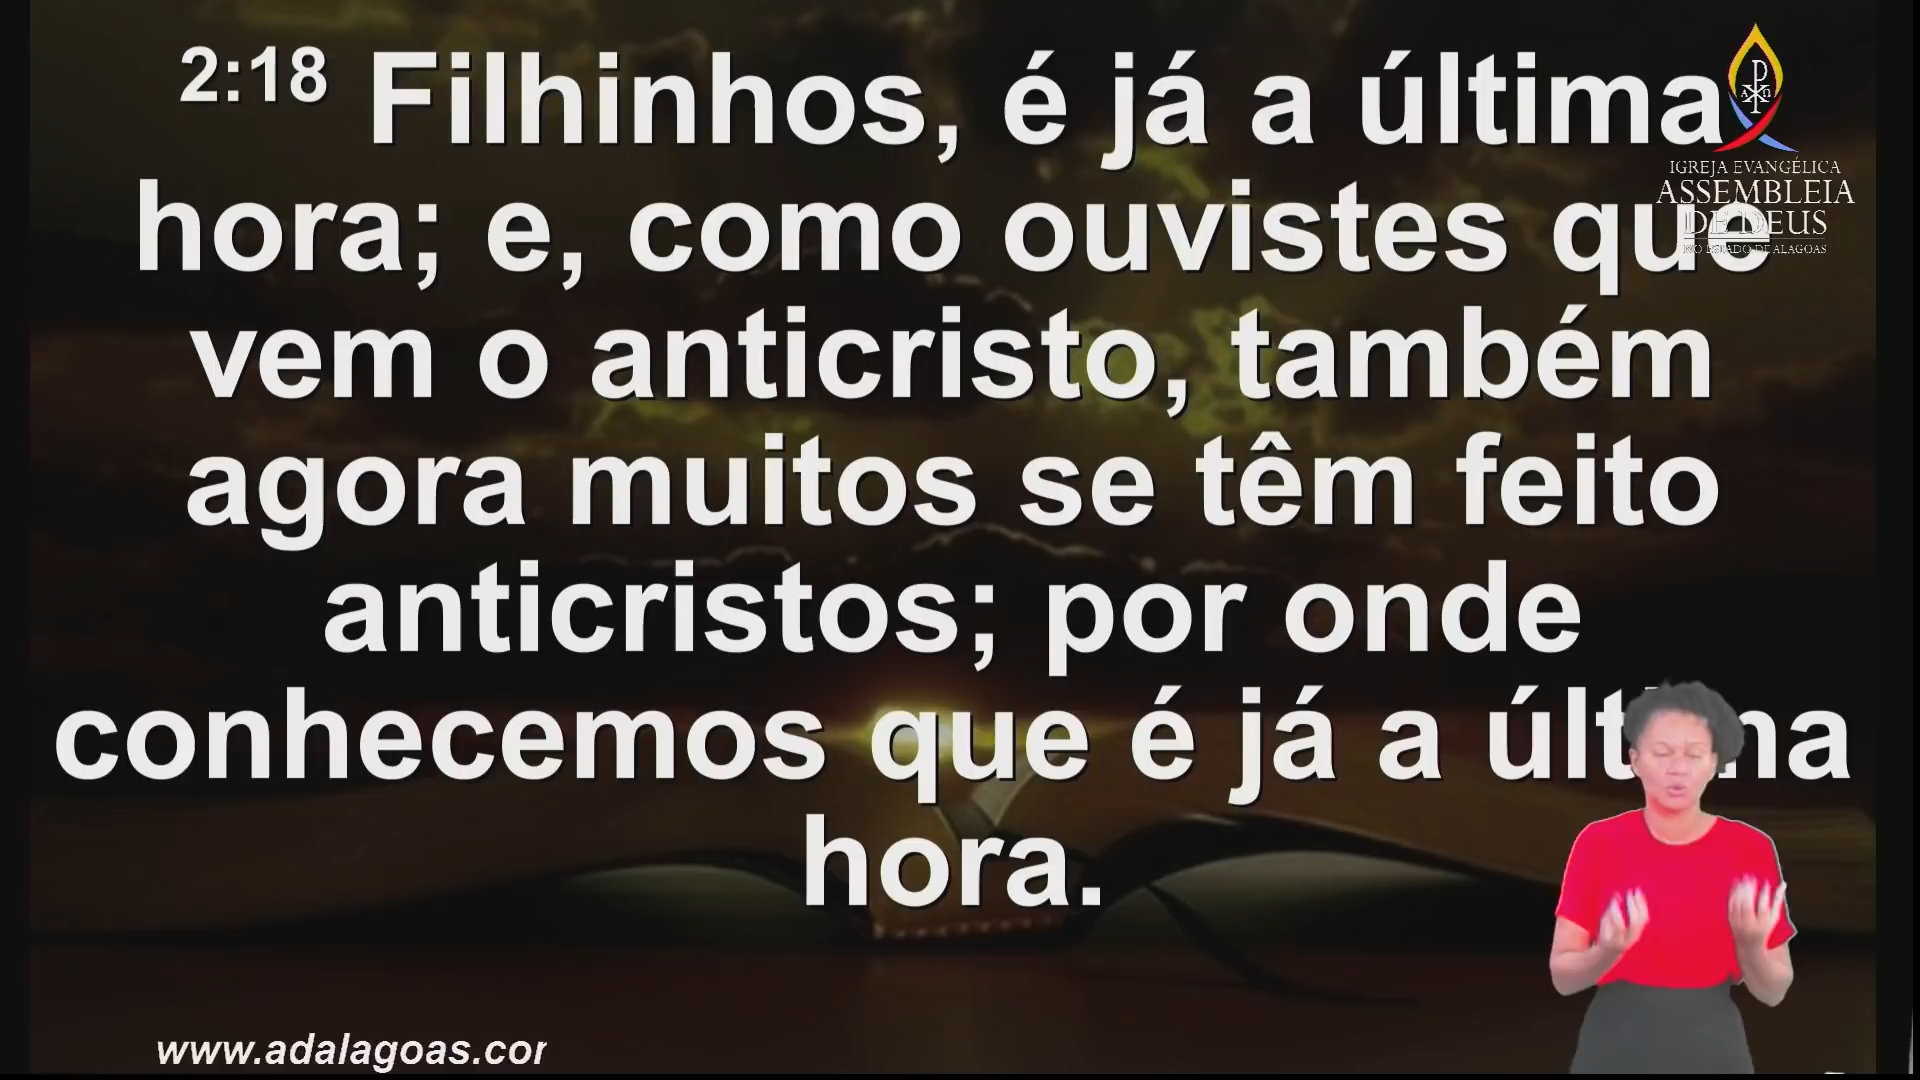 2:18 Filhinhos, é já a última
hora; e, como ouvistes que
vem o anticristo, também
agora muitos se têm feito
anticristos; por onde
conhecemos que é já a última
hora.
IGREJA EVANGÉLICA
ASSEMBLEIA
DE DEUS
NO ESTADO DE ALAGOAS
www.adalagoas.cor